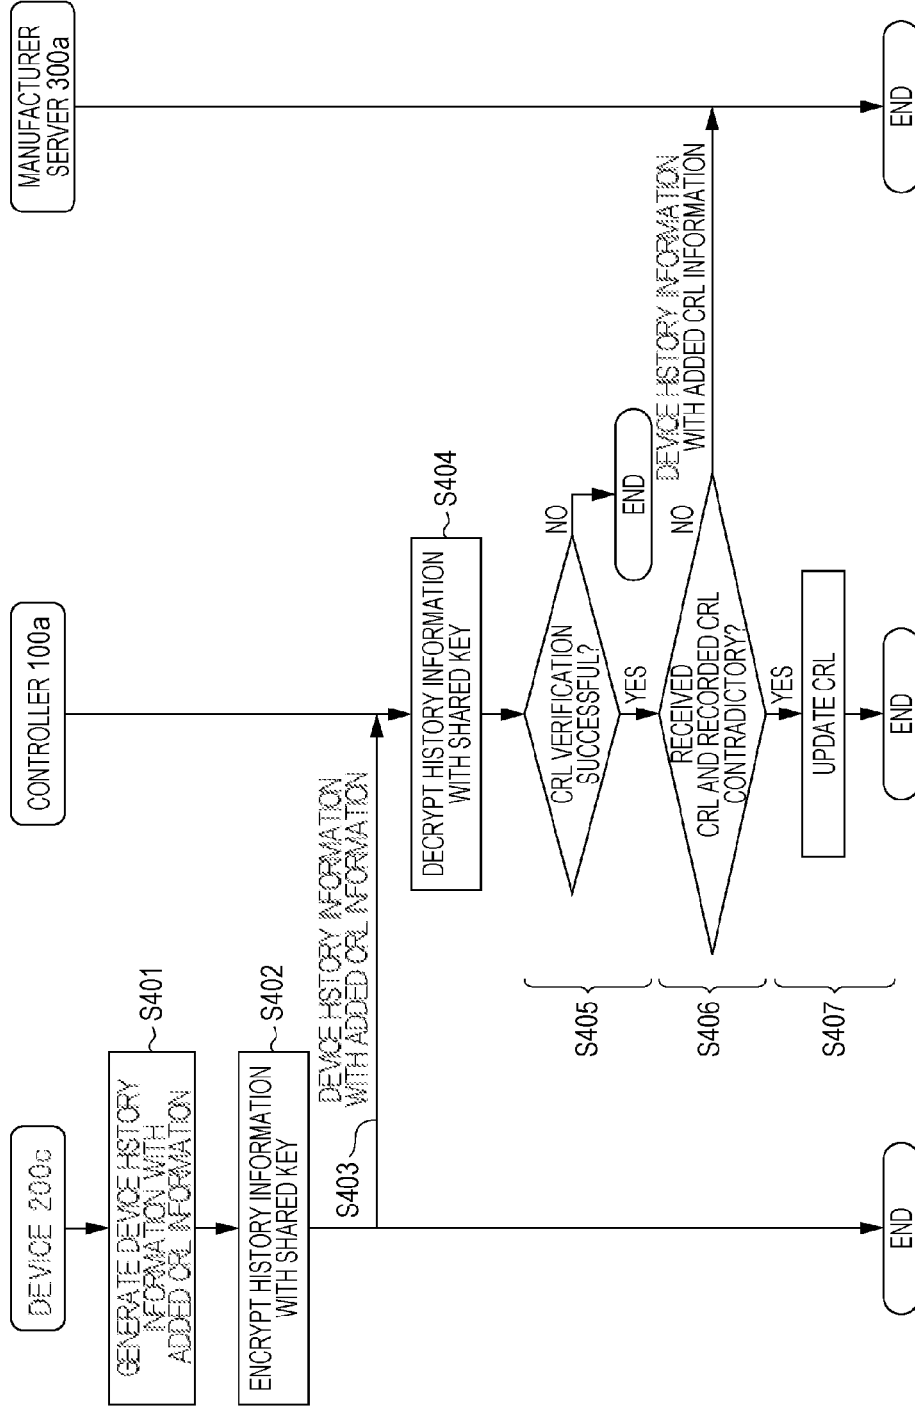 DEVICE 200c
CONTROLLER 100a
MANUFACTURER
SERVER 300a
GENERATE DEVICE HISTORY
INFORMATION WITH
ADDED CRL INFORMATION
S401
ENCRYPT HISTORY INFORMATION
WITH SHARED KEY
S402
S403
DEVICE HISTORY INFORMATION
WITH ADDED CRL INFORMATION
DECRYPT HISTORY INFORMATION
WITH SHARED KEY
S404
S405
CRL VERIFICATION
SUCCESSFUL?
NO
END
YES
S406
RECEIVED
CRL AND RECORDED CRL
CONTRADICTORY?
NO
DEVICE HISTORY INFORMATION
WITH ADDED CRL INFORMATION
YES
S407
UPDATE CRL
END
END
END